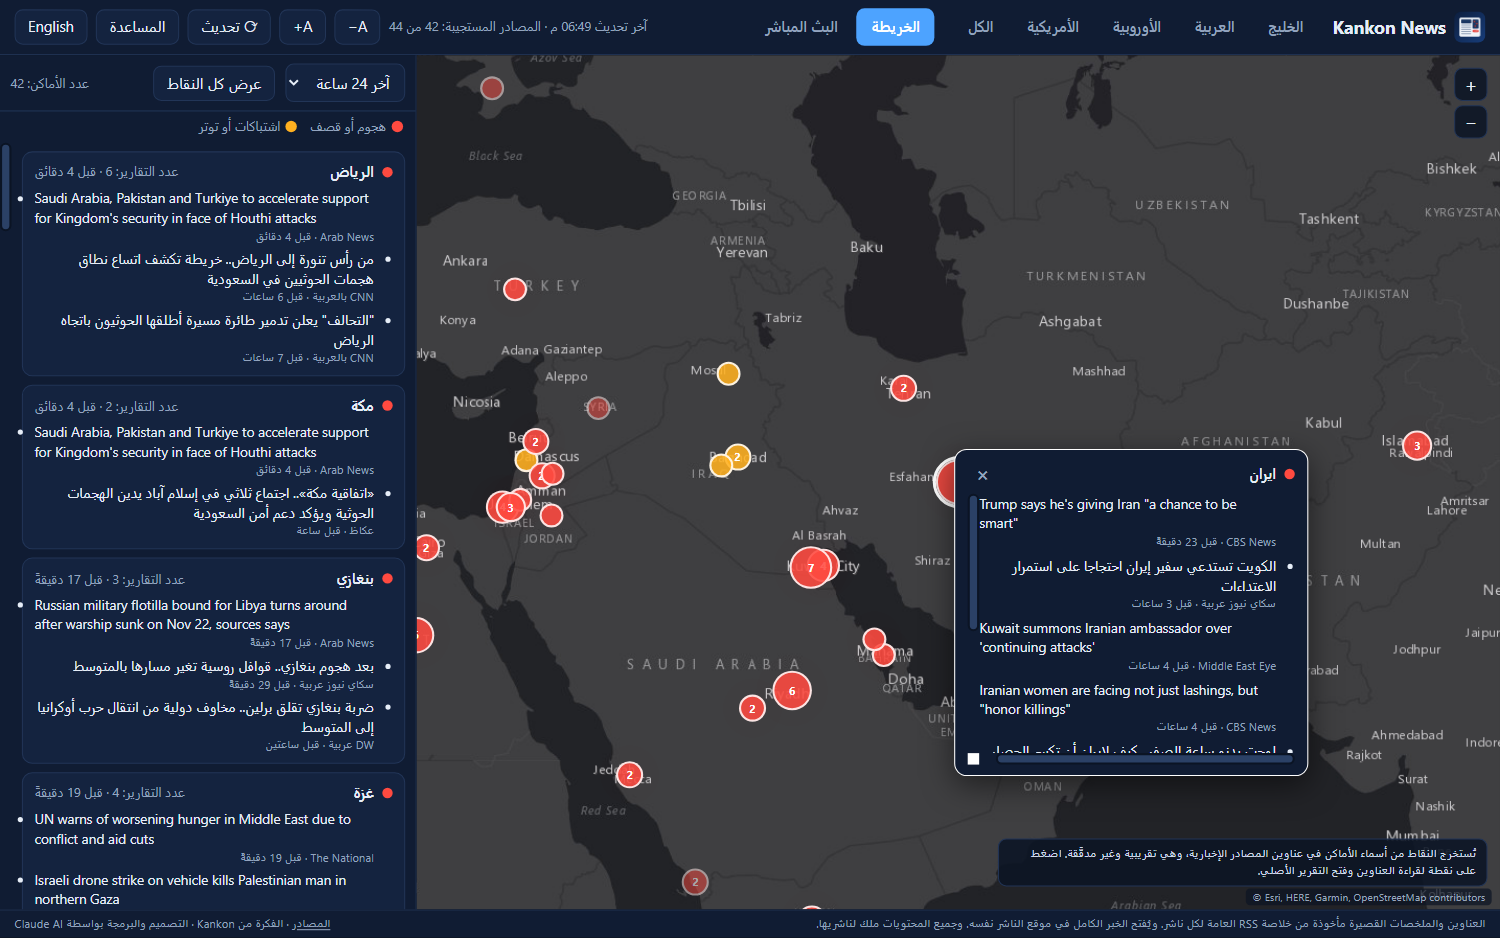 Kankon News
الخليج
العربية
الأوروبية
الأمريكية
الكل
الخريطة
البث المباشر
آخر تحديث 06:49 م · المصادر المستجيبة: 42 من 44
A−
A+
⟳ تحديث
المساعدة
English
آخر 24 ساعة
عرض كل النقاط
عدد الأماكن: 42
هجوم أو قصف
اشتباكات أو توتر
الرياض
عدد التقارير: 6 · قبل 4 دقائق
Saudi Arabia, Pakistan and Turkiye to accelerate support
for Kingdom's security in face of Houthi attacks
Arab News · قبل 4 دقائق
من رأس تنورة إلى الرياض.. خريطة تكشف اتساع نطاق
هجمات الحوثيين في السعودية
CNN بالعربية · قبل 6 ساعات
"التحالف" يعلن تدمير طائرة مسيرة أطلقها الحوثيون باتجاه
الرياض
CNN بالعربية · قبل 7 ساعات
مكة
عدد التقارير: 2 · قبل 4 دقائق
Saudi Arabia, Pakistan and Turkiye to accelerate support
for Kingdom's security in face of Houthi attacks
Arab News · قبل 4 دقائق
«اتفاقية مكة».. اجتماع ثلاثي في إسلام آباد يدين الهجمات
الحوثية ويؤكد دعم أمن السعودية
عكاظ · قبل ساعة
بنغازي
عدد التقارير: 3 · قبل 17 دقيقةً
Russian military flotilla bound for Libya turns around
after warship sunk on Nov 22, sources says
Arab News · قبل 17 دقيقةً
بعد هجوم بنغازي.. قوافل روسية تغير مسارها بالمتوسط
سكاي نيوز عربية · قبل 29 دقيقةً
ضربة بنغازي تقلق برلين.. مخاوف دولية من انتقال حرب أوكرانيا
إلى المتوسط
DW عربية · قبل ساعتين
غزة
عدد التقارير: 4 · قبل 19 دقيقةً
UN warns of worsening hunger in Middle East due to
conflict and aid cuts
The National · قبل 19 دقيقةً
Israeli drone strike on vehicle kills Palestinian man in
northern Gaza
Azov Sea
Black Sea
GEORGIA
Tbilisi
ARMENIA
Yerevan
Baku
UZBEKISTAN
Tashkent
Bishkek
KYRGYZSTAN
TURKMENISTAN
TAJIKISTAN
Dushanbe
Ashgabat
Mashhad
Ankara
Konya
Adana
Gaziantep
Aleppo
Tabriz
Nicosia
SYRIA
2
2
2
Kabul
AFGHANISTAN
3
Amritsar
Lahore
Multan
Esfahan
Ahvaz
Al Basrah
Shiraz
JORDAN
ISRAEL
3
2
7
City
SAUDI ARABIA
6
2
Doha
QATAR
2
Red Sea
2
OMAN
Jodhpur
Ahmedabad
Rajkot
Surat
Nashik
Mumbai
Arabian Sea
ايران
×
Trump says he's giving Iran "a chance to be
smart"
CBS News · قبل 23 دقيقةً
الكويت تستدعي سفير إيران احتجاجا على استمرار
الاعتداءات
سكاي نيوز عربية · قبل 3 ساعات
Kuwait summons Iranian ambassador over
'continuing attacks'
Middle East Eye · قبل 4 ساعات
Iranian women are facing not just lashings, but
"honor killings"
CBS News · قبل 4 ساعات
+
−
تُستخرج النقاط من أسماء الأماكن في عناوين المصادر الإخبارية، وهي تقريبية وغير مدقّقة. اضغط
على نقطة لقراءة العناوين وفتح التقرير الأصلي.
© Esri, HERE, Garmin, OpenStreetMap contributors
العناوين والملخصات القصيرة مأخوذة من خلاصة RSS العامة لكل ناشر. ويُفتح الخبر الكامل في موقع الناشر نفسه. وجميع المحتويات ملك لناشريها.
المصادر · الفكرة من Kankon · التصميم والبرمجة بواسطة Claude AI